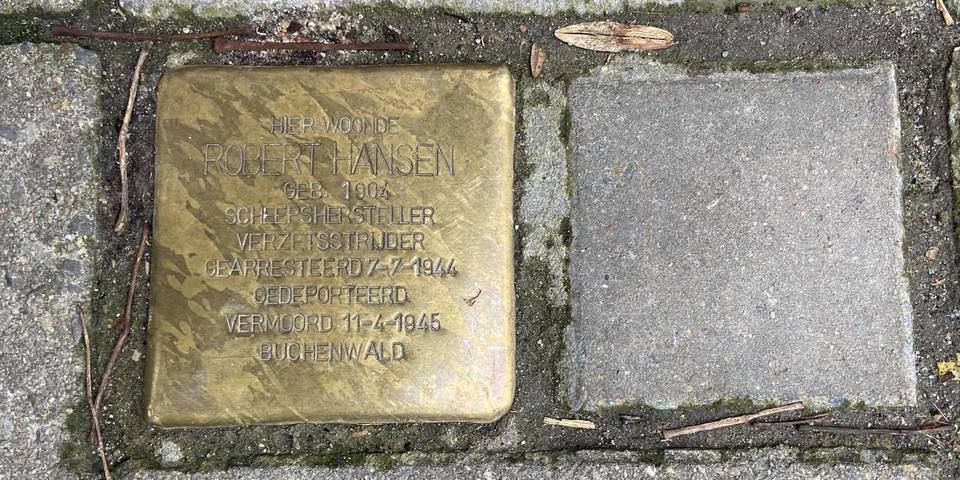 HIER WOONDE
ROBERT HANSEN
GEB. 1904
SCHEEPSHERSTELLER
VERZETSSTRIJDER
GEARRESTEERD 7-7-1944
GEDEPORTEERD
VERMOORD 11-4-1945
BUCHENWALD